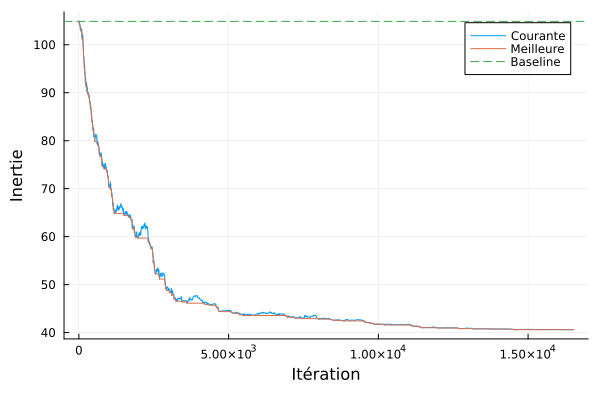 Inertie
100
90
80
70
60
50
40
0
5.00×10³
1.00×10⁴
1.50×10⁴
Itération
Courante
Meilleure
Baseline